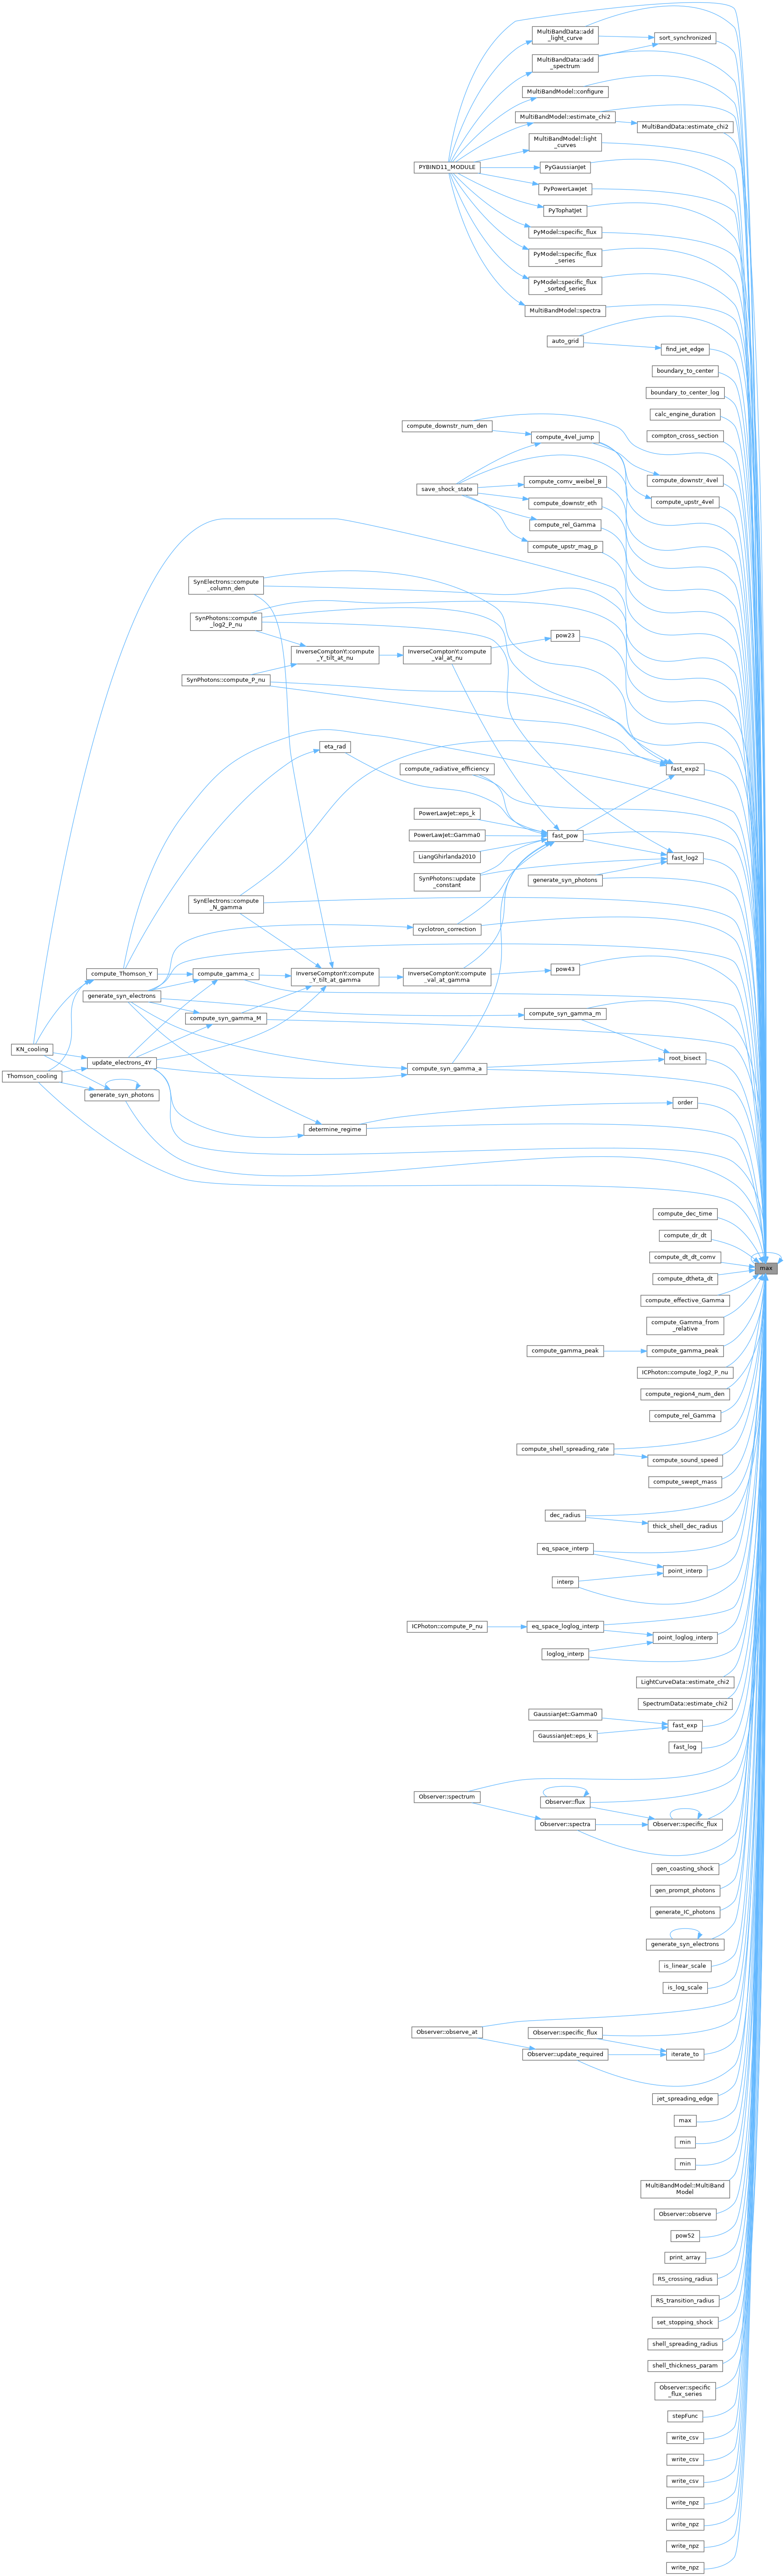 MultiBandData::add
_light_curve
sort_synchronized
MultiBandData::add
_spectrum
MultiBandModel::configure
MultiBandModel::estimate_chi2
MultiBandData::estimate_chi2
MultiBandModel::light
_curves
PYBIND11_MODULE
PyGaussianJet
PyPowerLawJet
PyTophatJet
PyModel::specific_flux
PyModel::specific_flux
_series
PyModel::specific_flux
_sorted_series
MultiBandModel::spectra
auto_grid
find_jet_edge
boundary_to_center
boundary_to_center_log
calc_engine_duration
compute_downstr_num_den
compton_cross_section
compute_4vel_jump
compute_downstr_4vel
compute_comv_weibel_B
save_shock_state
compute_downstr_eth
compute_upstr_4vel
compute_rel_Gamma
compute_upstr_mag_p
SynElectrons::compute
_column_den
SynPhotons::compute
_log2_P_nu
pow23
InverseComptonY::compute
_Y_tilt_at_nu
InverseComptonY::compute
_val_at_nu
SynPhotons::compute_P_nu
eta_rad
compute_radiative_efficiency
fast_exp2
PowerLawJet::eps_k
PowerLawJet::Gamma0
fast_pow
LiangGhirlanda2010
fast_log2
SynPhotons::update
_constant
generate_syn_photons
SynElectrons::compute
_N_gamma
cyclotron_correction
compute_Thomson_Y
compute_gamma_c
InverseComptonY::compute
_Y_tilt_at_gamma
InverseComptonY::compute
_val_at_gamma
pow43
generate_syn_electrons
compute_syn_gamma_M
compute_syn_gamma_m
KN_cooling
update_electrons_4Y
root_bisect
Thomson_cooling
compute_syn_gamma_a
generate_syn_photons
order
determine_regime
compute_dec_time
compute_dr_dt
compute_dt_dt_comv
max
compute_dtheta_dt
compute_effective_Gamma
compute_Gamma_from
_relative
compute_gamma_peak
compute_gamma_peak
ICPhoton::compute_log2_P_nu
compute_region4_num_den
compute_rel_Gamma
compute_shell_spreading_rate
compute_sound_speed
compute_swept_mass
dec_radius
thick_shell_dec_radius
eq_space_interp
point_interp
interp
ICPhoton::compute_P_nu
eq_space_loglog_interp
point_loglog_interp
loglog_interp
LightCurveData::estimate_chi2
SpectrumData::estimate_chi2
GaussianJet::Gamma0
fast_exp
GaussianJet::eps_k
fast_log
Observer::spectrum
Observer::flux
Observer::spectra
Observer::specific_flux
gen_coasting_shock
gen_prompt_photons
generate_IC_photons
generate_syn_electrons
is_linear_scale
is_log_scale
Observer::observe_at
Observer::specific_flux
Observer::update_required
iterate_to
jet_spreading_edge
max
min
min
MultiBandModel::MultiBand
Model
Observer::observe
pow52
print_array
RS_crossing_radius
RS_transition_radius
set_stopping_shock
shell_spreading_radius
shell_thickness_param
Observer::specific
_flux_series
stepFunc
write_csv
write_csv
write_csv
write_npz
write_npz
write_npz
write_npz